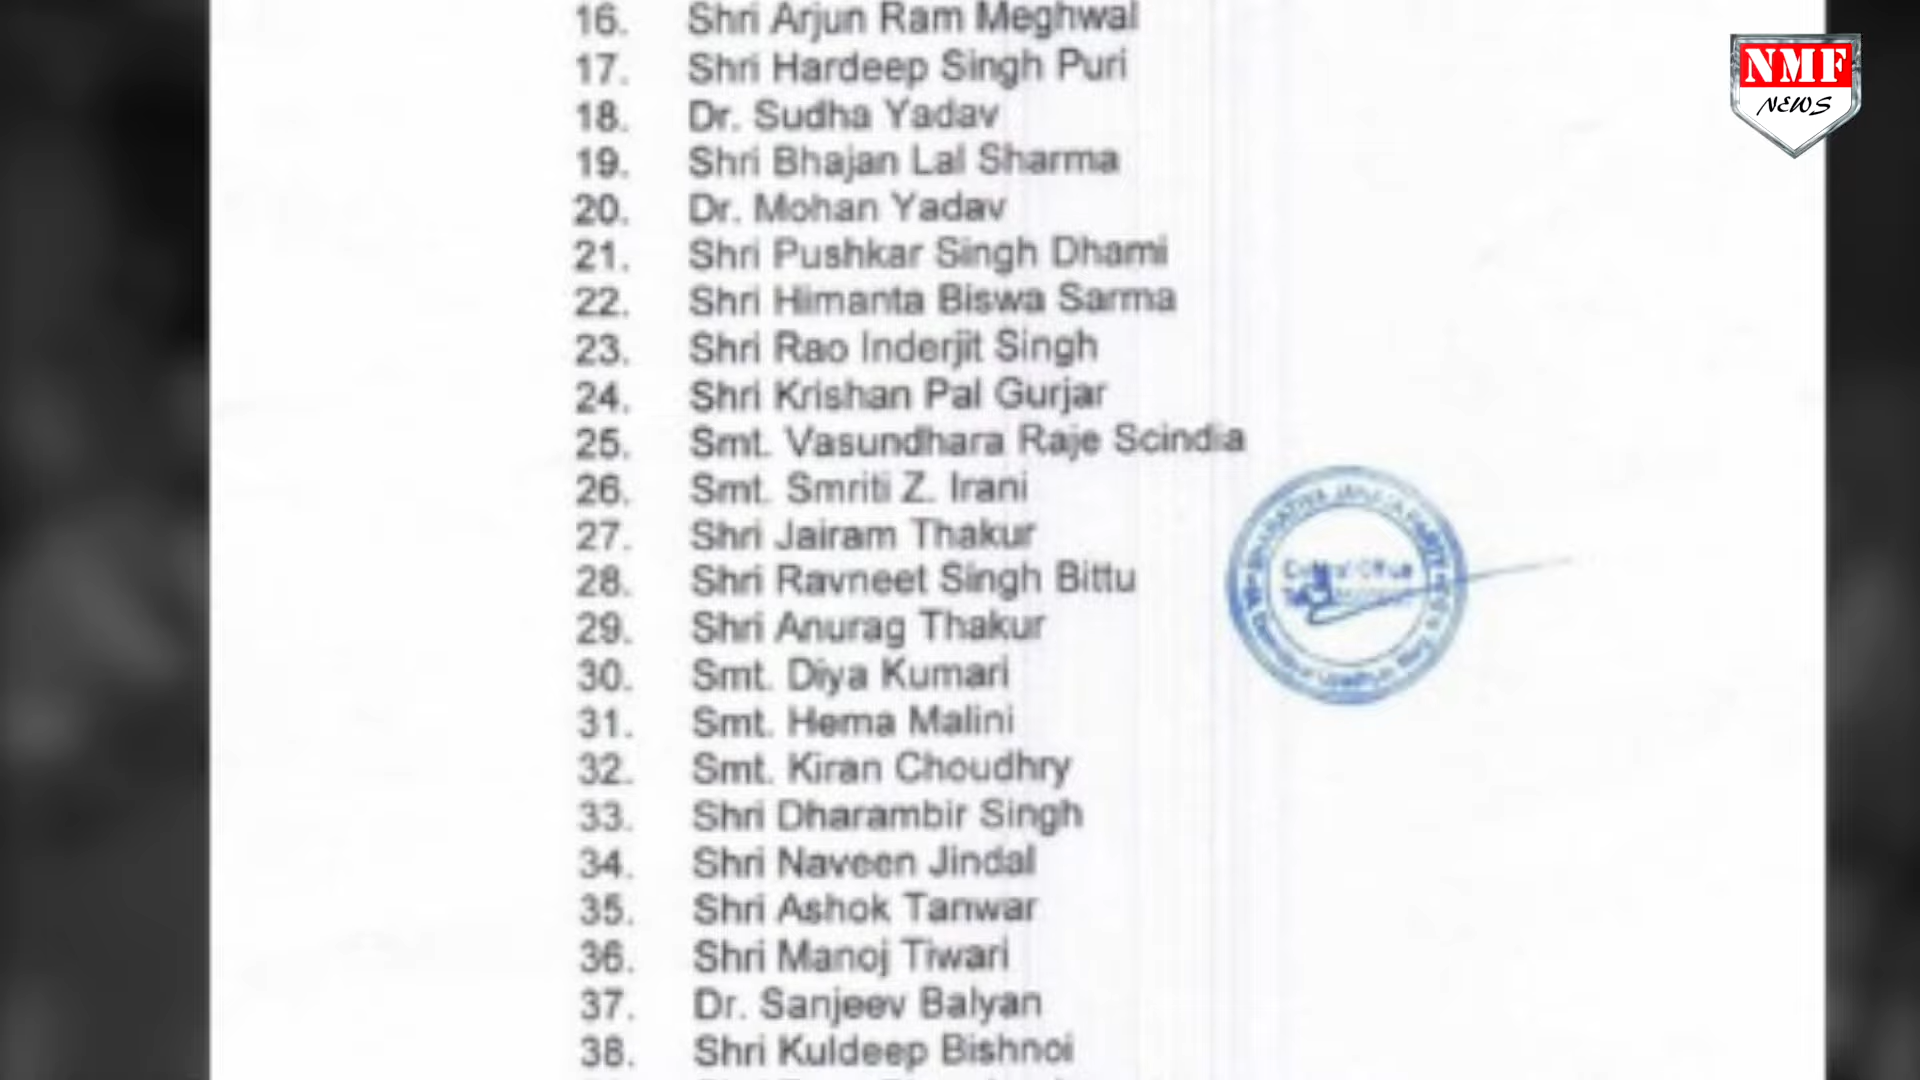 16. Shri Arjun Ram Meghwal
NMF
NEWS
17. Shri Hardeep Singh Puri
18. Dr. Sudha Yadav
19. Shri Bhajan Lal Sharma
20. Dr. Mohan Yadav
21. Shri Pushkar Singh Dhami
22. Shri Himanta Biswa Sarma
23. Shri Rao Inderjit Singh
24. Shri Krishan Pal Gurjar
25. Smt. Vasundhara Raje Scindia
26. Smt. Smriti Z. Irani
27. Shri Jairam Thakur
28. Shri Ravneet Singh Bittu
29. Shri Anurag Thakur
30. Smt. Diya Kumari
31. Smt. Hema Malini
32. Smt. Kiran Choudhry
33. Shri Dharambir Singh
34. Shri Naveen Jindal
35. Shri Ashok Tanwar
36. Shri Manoj Tiwari
37. Dr. Sanjeev Balyan
38. Shri Kuldeep Bishnoi
BHARATIYA JANATA PARTY
Central Office